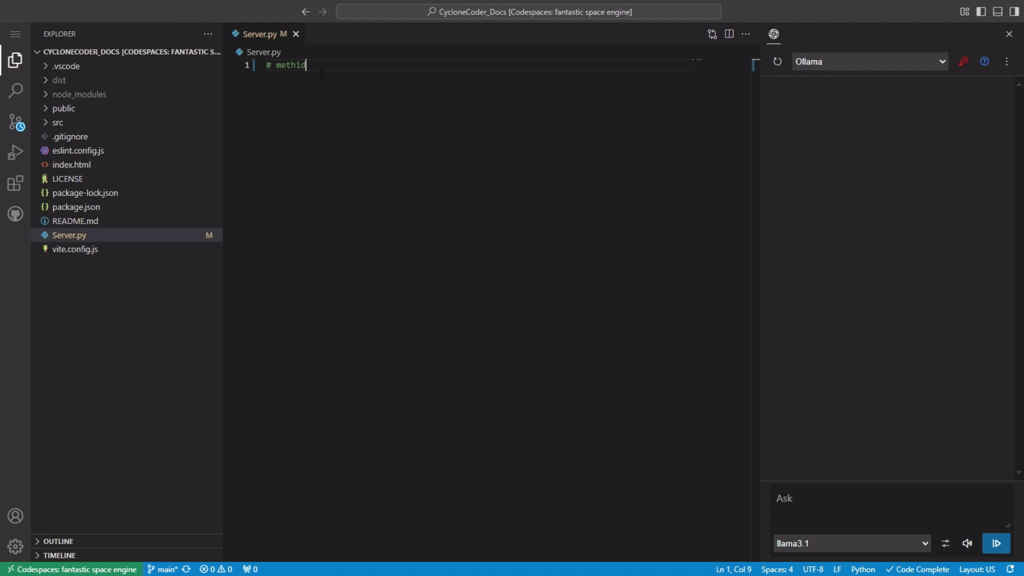 CycloneCoder_Docs [Codespaces: fantastic space engine]
EXPLORER
CYCLONECODER_DOCS [CODESPACES: FANTASTIC S...
.vscode
dist
node_modules
public
src
.gitignore
eslint.config.js
index.html
LICENSE
package-lock.json
package.json
README.md
Server.py M
vite.config.js
OUTLINE
TIMELINE
Server.py M
Server.py
1 # methid
Ollama
Ask
llama3.1
Codespaces: fantastic space engine main* 0 0 0 Ln 1, Col 9 Spaces: 4 UTF-8 LF Python Code Complete Layout: US